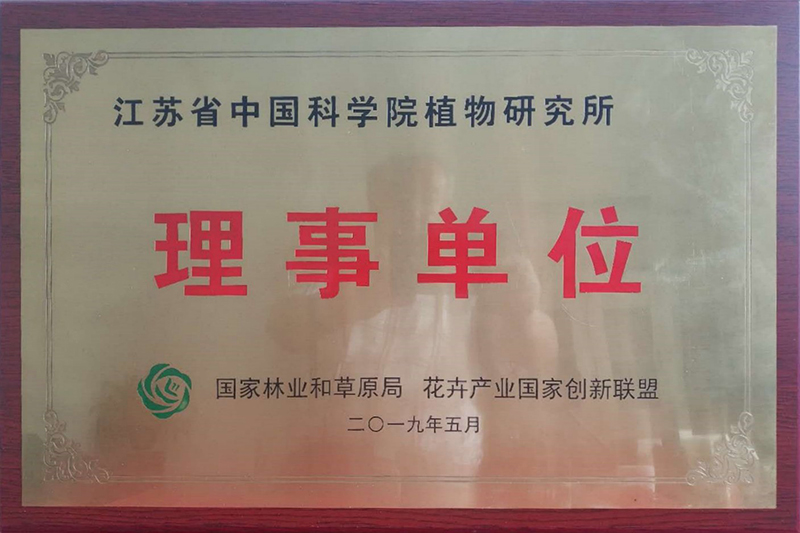 江苏省中国科学院植物研究所
理事单位
国家林业和草原局 花卉产业国家创新联盟
二〇一九年五月